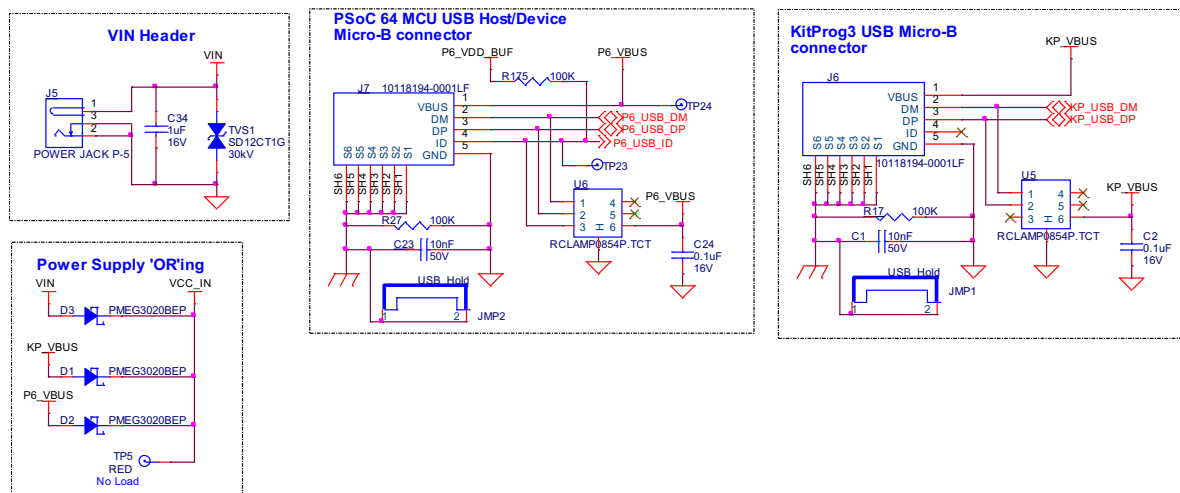 VIN Header
VIN
J5
1
3
2
POWER JACK P-5
C34
1uF
16V
TVS1
SD12CT1G
30kV
Power Supply 'OR'ing
VIN
VCC_IN
D3
PMEG3020BEP
KP_VBUS
D1
PMEG3020BEP
P6_VBUS
D2
PMEG3020BEP
TP5
RED
No Load
PSoC 64 MCU USB Host/Device
Micro-B connector
P6_VDD_BUF
P6_VBUS
R175
100K
J7
10118194-0001LF
VBUS
DM
DP
ID
GND
1
2
3
4
5
S6
S5
S4
S3
S2
S1
SH6
SH5
SH4
SH3
SH2
SH1
TP24
P6_USB_DM
P6_USB_DP
P6_USB_ID
TP23
R27
100K
C23
10nF
50V
USB_Hold
1
2
JMP2
U6
1
2
3
4
5
6
H
RCLAMP0854P.TCT
P6_VBUS
C24
0.1uF
16V
KitProg3 USB Micro-B
connector
KP_VBUS
J6
VBUS
DM
DP
ID
GND
1
2
3
4
5
S6
S5
S4
S3
S2
S1
10118194-0001LF
SH6
SH5
SH4
SH3
SH2
SH1
KP_USB_DM
KP_USB_DP
R17
100K
C1
10nF
50V
USB_Hold
1
2
JMP1
U5
1
2
3
4
5
6
H
RCLAMP0854P.TCT
KP_VBUS
C2
0.1uF
16V